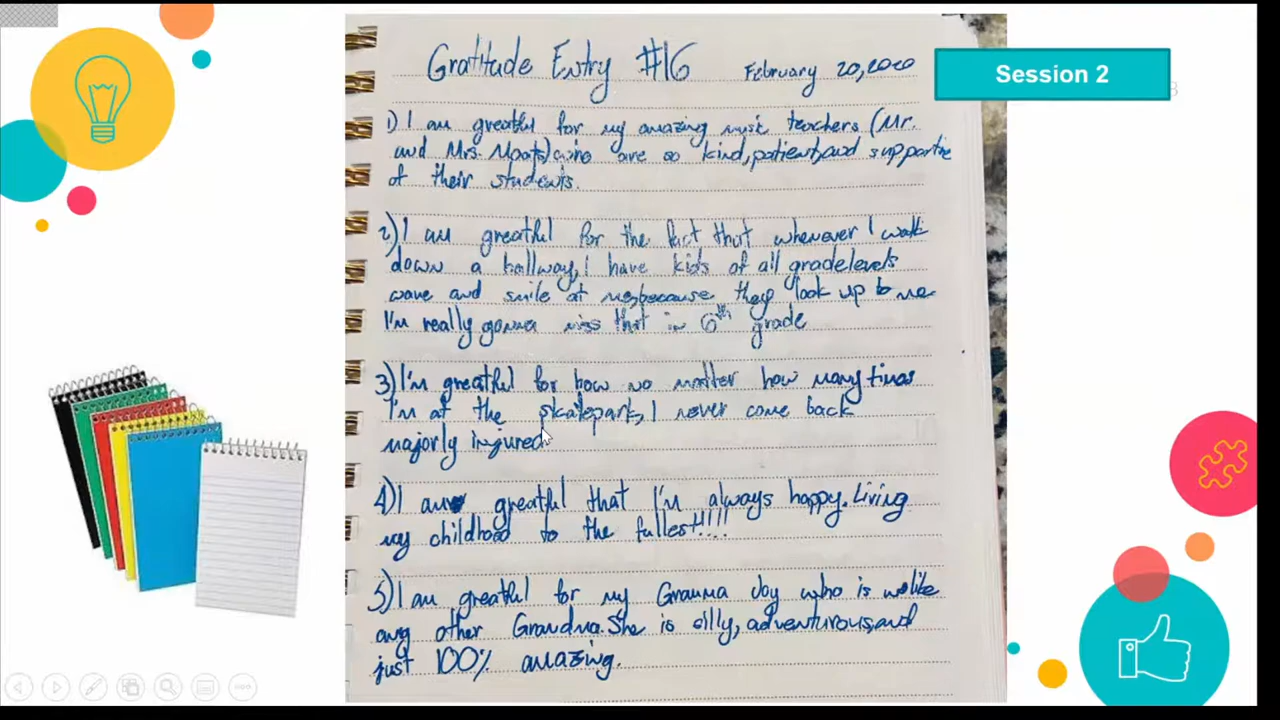 Gratitude Entry #16 February 20, 2020
Session 2
1) I am greatful for my amazing music teachers (Mr.
and Mrs. Moats) who are so kind, patient, and supportive
of their students.
2) I am greatful for the fact that whenever I walk
down a hallway, I have kids of all gradelevels
wave and smile at me, because they look up to me.
I'm really gonna miss that in 6th grade
3) I'm greatful for how no matter how many times
I'm at the skatepark, I never come back
majorly ingured.
4) I am greatful that I'm always happy. Living
my childhood to the fullest!!!!
5) I am greatful for my Gramma Joy who is unlike
any other Grandma. She is silly, adventurous, and
just 100% amazing.